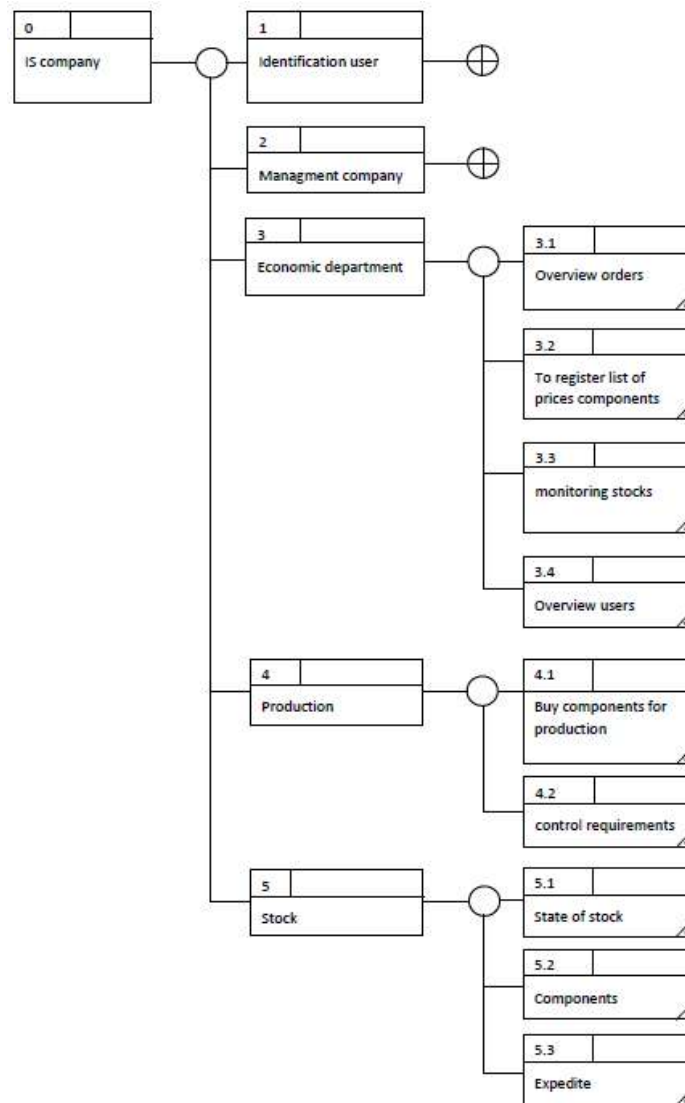 0
IS company
1
Identification user
2
Managment company
3
Economic department
3.1
Overview orders
3.2
To register list of
prices components
3.3
monitoring stocks
3.4
Overview users
4
Production
4.1
Buy components for
production
4.2
control requirements
5
Stock
5.1
State of stock
5.2
Components
5.3
Expedite